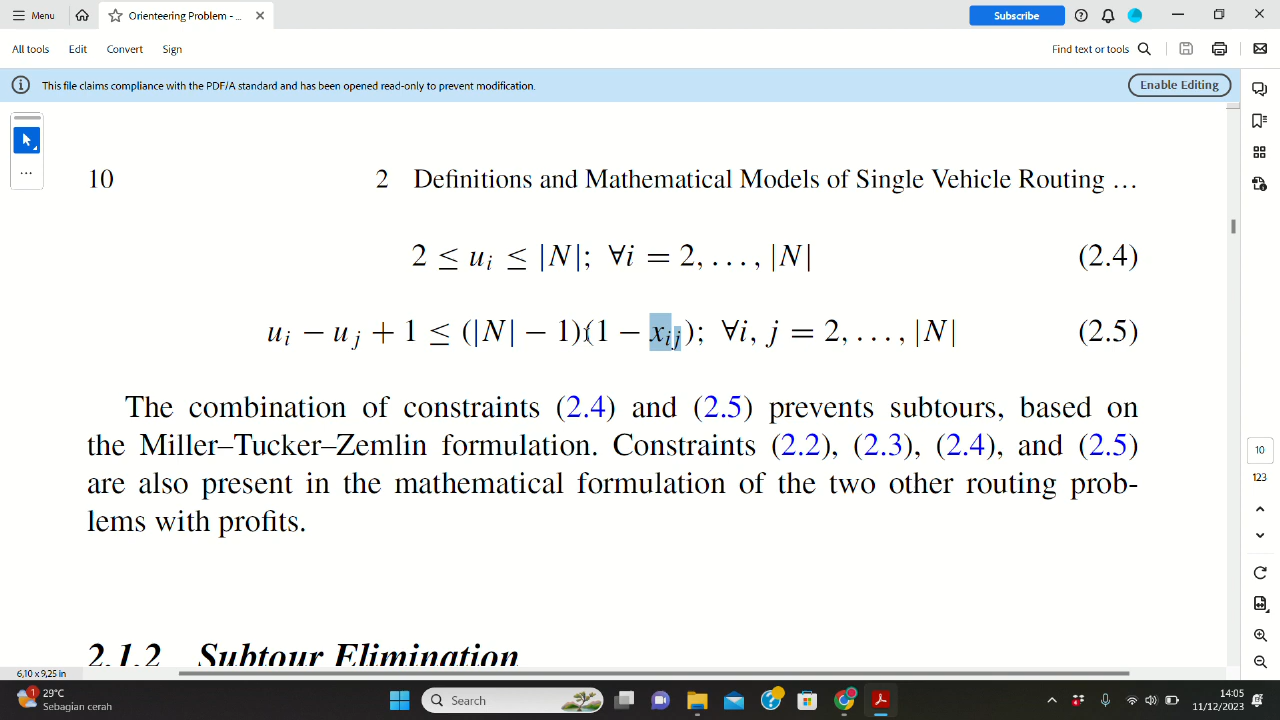 Menu
Orienteering Problem - ...
Subscribe
All tools Edit Convert Sign
Find text or tools
This file claims compliance with the PDF/A standard and has been opened read-only to prevent modification.
Enable Editing
...
10 2 Definitions and Mathematical Models of Single Vehicle Routing …
2 ≤ u_i ≤ |N|; ∀i = 2, . . . , |N| (2.4)
u_i − u_j + 1 ≤ (|N| − 1)(1 − x_{ij}); ∀i, j = 2, . . . , |N| (2.5)
The combination of constraints (2.4) and (2.5) prevents subtours, based on
the Miller–Tucker–Zemlin formulation. Constraints (2.2), (2.3), (2.4), and (2.5)
are also present in the mathematical formulation of the two other routing prob-
lems with profits.
2.1.2 Subtour Elimination
10
123
6,10 x 9,25 in
1
29°C
Sebagian cerah
Search
14:05
11/12/2023